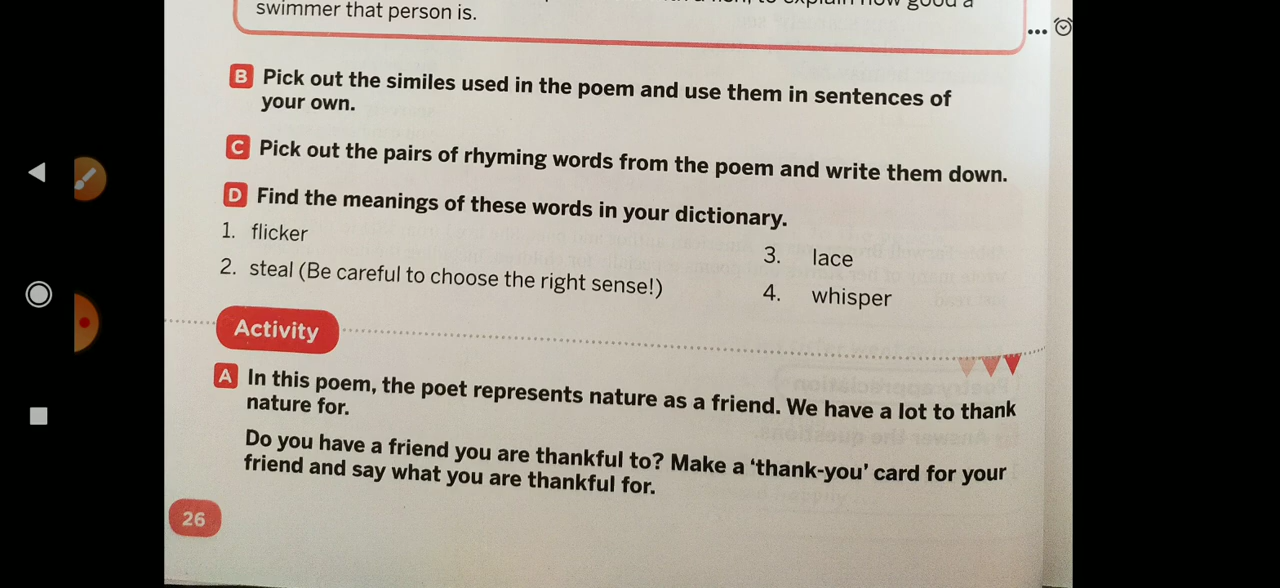 swimmer that person is.
B Pick out the similes used in the poem and use them in sentences of
your own.
C Pick out the pairs of rhyming words from the poem and write them down.
D Find the meanings of these words in your dictionary.
1. flicker
2. steal (Be careful to choose the right sense!)
3. lace
4. whisper
Activity
A In this poem, the poet represents nature as a friend. We have a lot to thank
nature for.
Do you have a friend you are thankful to? Make a ‘thank-you’ card for your
friend and say what you are thankful for.
26